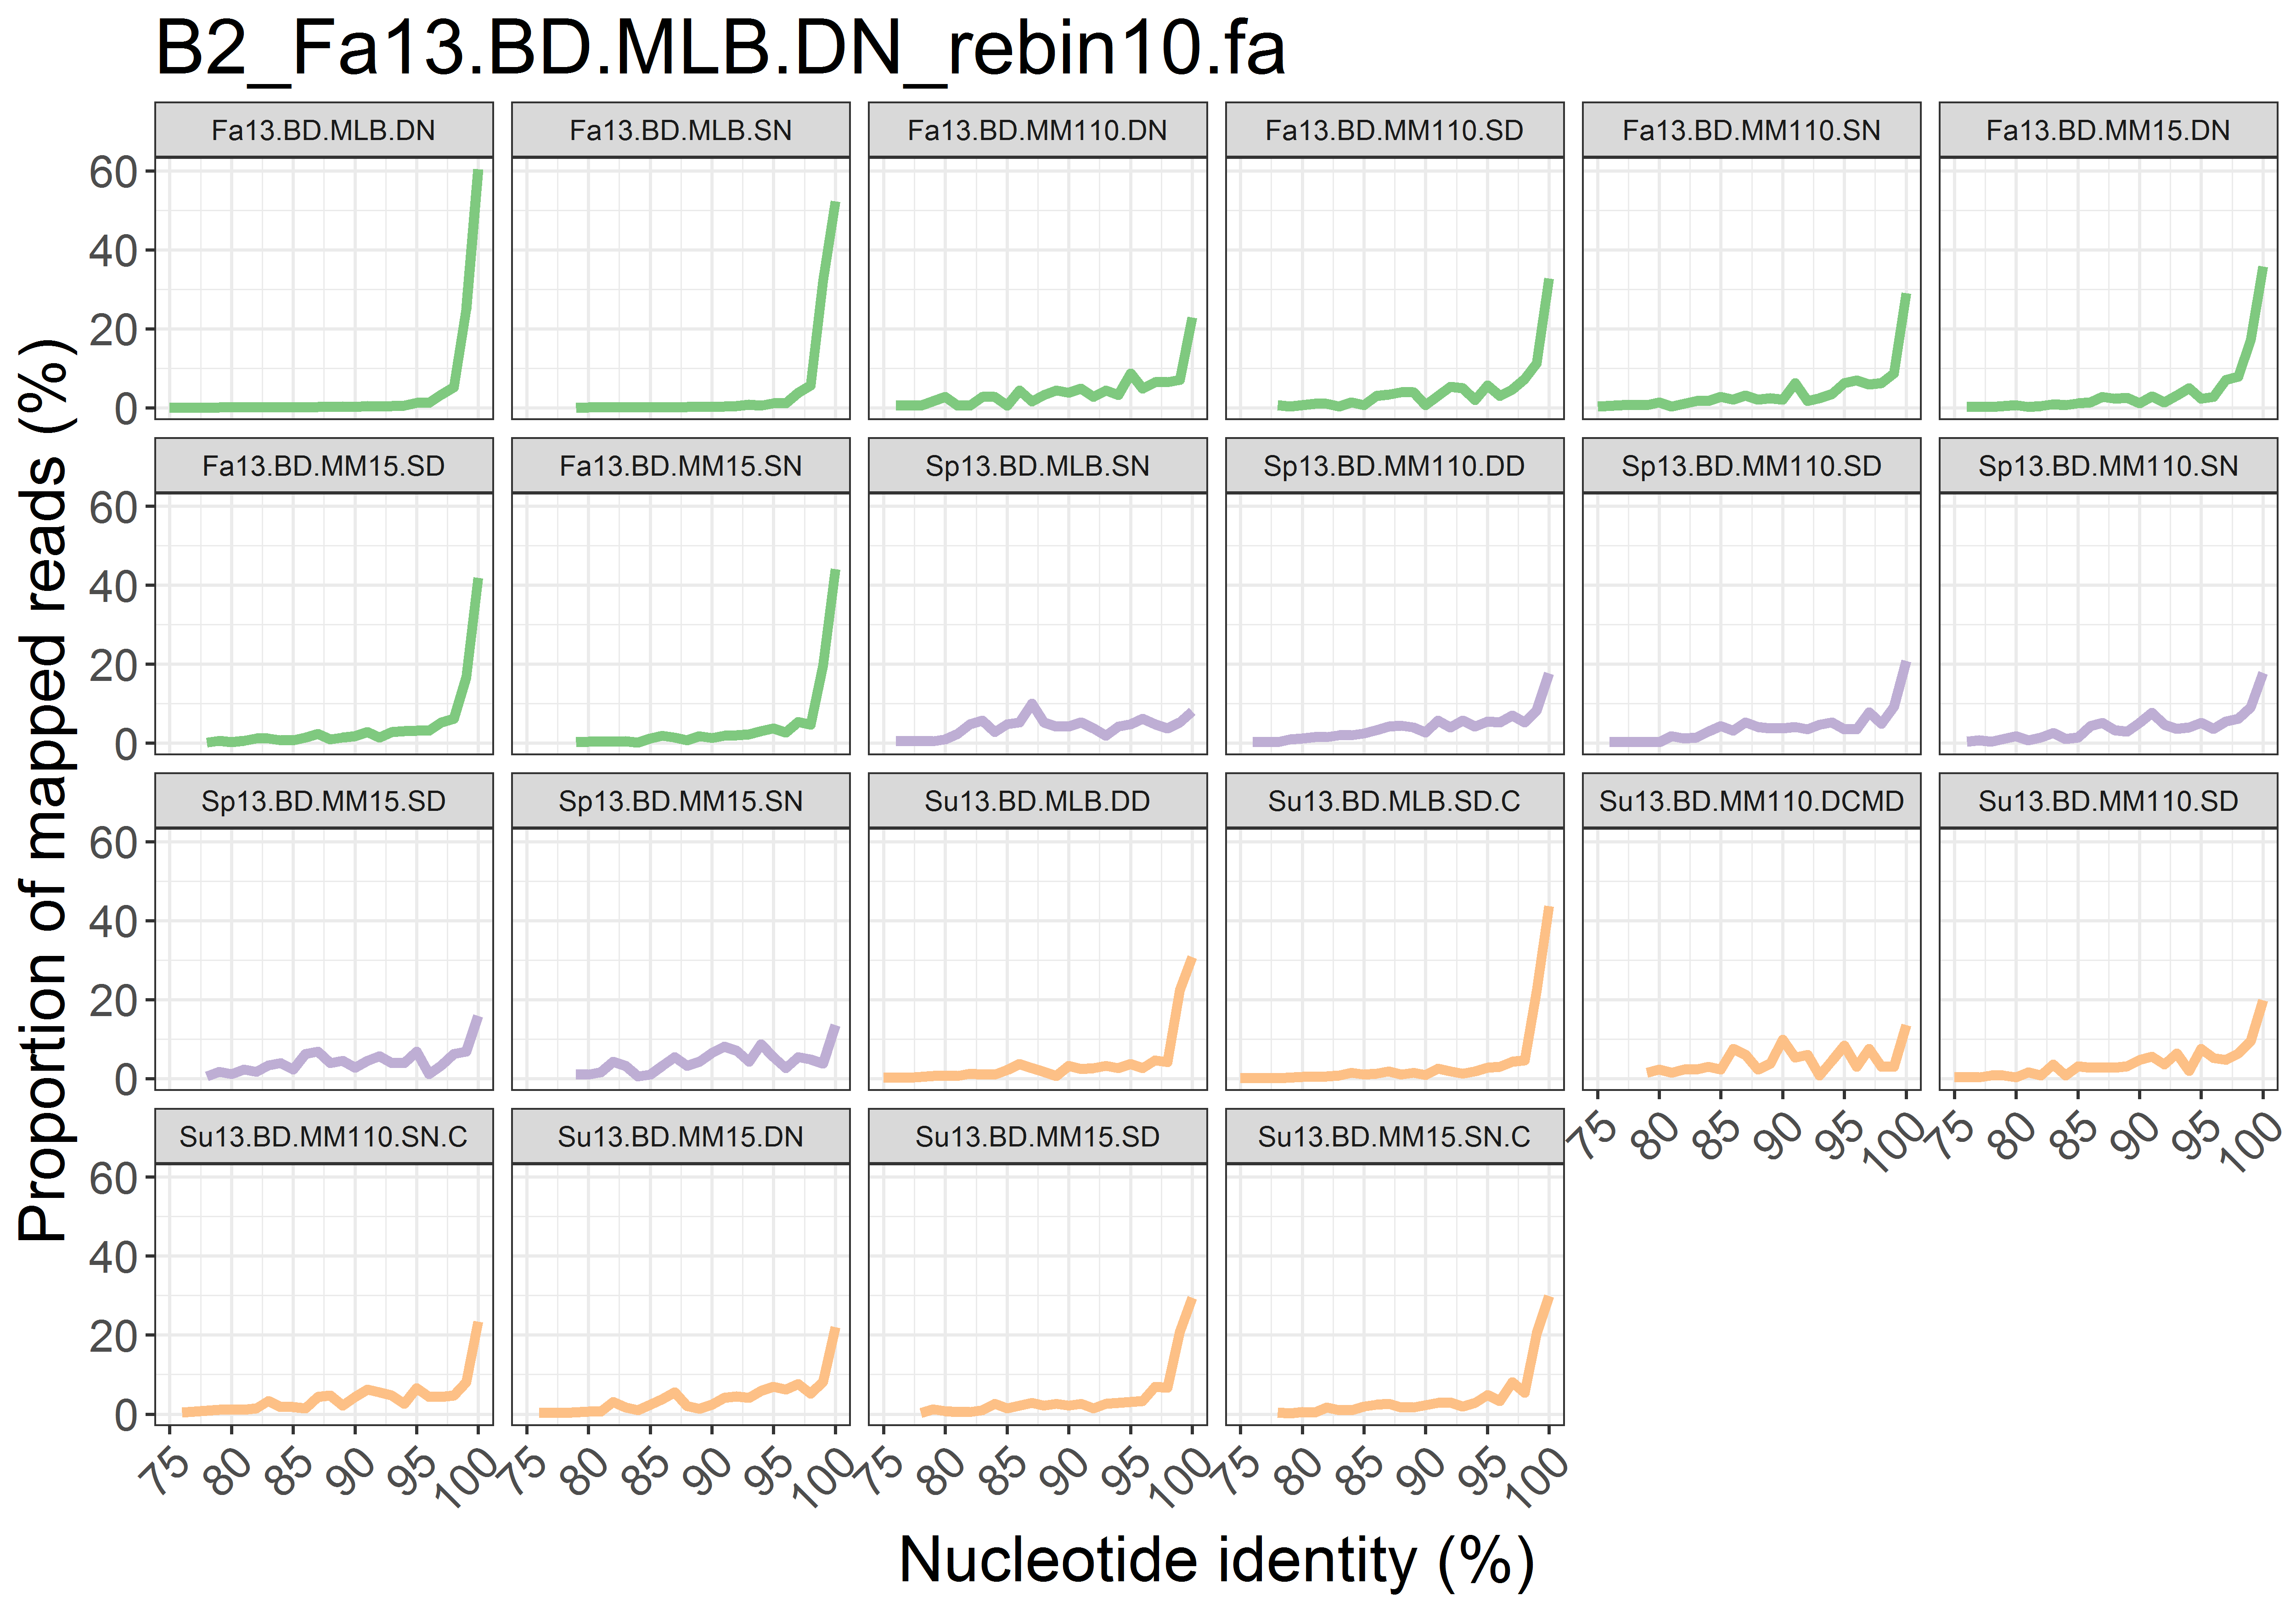 B2_Fa13.BD.MLB.DN_rebin10.fa
Fa13.BD.MLB.DN Fa13.BD.MLB.SN Fa13.BD.MM110.DN Fa13.BD.MM110.SD Fa13.BD.MM110.SN Fa13.BD.MM15.DN
60
40
20
0
Fa13.BD.MM15.SD Fa13.BD.MM15.SN Sp13.BD.MLB.SN Sp13.BD.MM110.DD Sp13.BD.MM110.SD Sp13.BD.MM110.SN
60
40
20
0
Sp13.BD.MM15.SD Sp13.BD.MM15.SN Su13.BD.MLB.DD Su13.BD.MLB.SD.C Su13.BD.MM110.DCMD Su13.BD.MM110.SD
60
40
20
0
75 80 85 90 95 100 75 80 85 90 95 100
Su13.BD.MM110.SN.C Su13.BD.MM15.DN Su13.BD.MM15.SD Su13.BD.MM15.SN.C
60
40
20
0
75 80 85 90 95 100 75 80 85 90 95 100 75 80 85 90 95 100 75 80 85 90 95 100
Proportion of mapped reads (%)
Nucleotide identity (%)